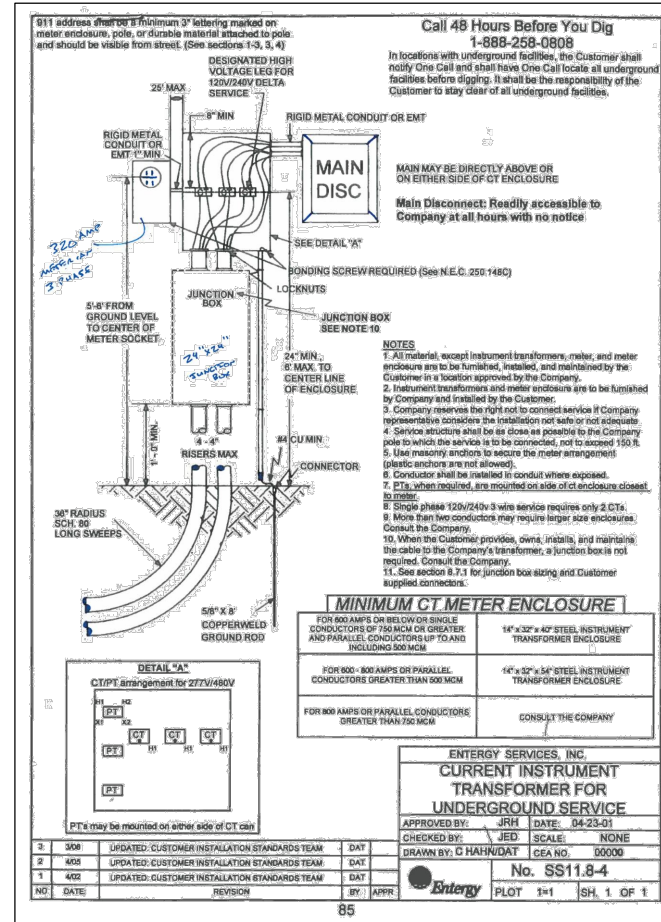 911 address shall be a minimum 3" lettering marked on
meter enclosure, pole, or durable material attached to pole
and should be visible from street. (See sections 1-3, 3, 4)
Call 48 Hours Before You Dig
1-888-258-0808
In locations with underground facilities, the Customer shall
notify One Call and shall have One Call locate all underground
facilities before digging. It shall be the responsibility of the
Customer to stay clear of all underground facilities.
DESIGNATED HIGH
VOLTAGE LEG FOR
120V/240V DELTA
SERVICE
25' MAX
8" MIN
RIGID METAL CONDUIT OR EMT
RIGID METAL
CONDUIT OR
EMT 1" MIN
MAIN
DISC
MAIN MAY BE DIRECTLY ABOVE OR
ON EITHER SIDE OF CT ENCLOSURE
Main Disconnect: Readily accessible to
Company at all hours with no notice
CT CT CT
SEE DETAIL "A"
320 AMP
METER CAN
3 PHASE
BONDING SCREW REQUIRED (See N.E.C. 250.148C)
LOCKNUTS
JUNCTION
BOX
JUNCTION BOX
SEE NOTE 10
5'-6' FROM
GROUND LEVEL
TO CENTER OF
METER SOCKET
24" X 24"
JUNCTION
BOX
24" MIN.,
6' MAX. TO
CENTER LINE
OF ENCLOSURE
1' - 0" MIN.
4 - 4"
RISERS MAX
#4 CU MIN
CONNECTOR
36" RADIUS
SCH. 80
LONG SWEEPS
5/8" X 8'
COPPERWELD
GROUND ROD
NOTES
1. All material, except instrument transformers, meter, and meter
enclosure are to be furnished, installed, and maintained by the
Customer in a location approved by the Company.
2. Instrument transformers and meter enclosure are to be furnished
by Company and installed by the Customer.
3. Company reserves the right not to connect service if Company
representative considers the installation not safe or not adequate
4. Service structure shall be as close as possible to the Company
pole to which the service is to be connected, not to exceed 150 ft.
5. Use masonry anchors to secure the meter arrangement
(plastic anchors are not allowed).
6. Conductor shall be installed in conduit where exposed.
7. PTs, when required, are mounted on side of ct enclosure closest
to meter.
8. Single phase 120v/240v 3 wire service requires only 2 CTs.
9. More than two conductors may require larger size enclosures.
Consult the Company.
10. When the Customer provides, owns, installs, and maintains
the cable to the Company's transformer, a junction box is not
required. Consult the Company.
11. See section 8.7.1 for junction box sizing and Customer
supplied connectors.
MINIMUM CT METER ENCLOSURE
FOR 600 AMPS OR BELOW OR SINGLE
CONDUCTORS OF 750 MCM OR GREATER
AND PARALLEL CONDUCTORS UP TO AND
INCLUDING 500 MCM
14" x 32" x 40" STEEL INSTRUMENT
TRANSFORMER ENCLOSURE
FOR 600 - 800 AMPS OR PARALLEL
CONDUCTORS GREATER THAN 500 MCM
14" x 32" x 54" STEEL INSTRUMENT
TRANSFORMER ENCLOSURE
FOR 800 AMPS OR PARALLEL CONDUCTORS
GREATER THAN 750 MCM
CONSULT THE COMPANY
DETAIL "A"
CT/PT arrangement for 277V/480V
H1 H2
PT
X1 X2
CT CT CT
H1 H1 H1
PT
PT
PT's may be mounted on either side of CT can
ENTERGY SERVICES, INC.
CURRENT INSTRUMENT
TRANSFORMER FOR
UNDERGROUND SERVICE
APPROVED BY: JRH DATE: 04-23-01
CHECKED BY: JED SCALE: NONE
DRAWN BY: C HAHN/DAT CEA NO. 00000
Entergy
No. SS11.8-4
PLOT 1=1 SH. 1 OF 1
3 3/08 UPDATED: CUSTOMER INSTALLATION STANDARDS TEAM DAT
2 4/05 UPDATED: CUSTOMER INSTALLATION STANDARDS TEAM DAT
1 4/02 UPDATED: CUSTOMER INSTALLATION STANDARDS TEAM DAT
NO. DATE REVISION BY APPR
85